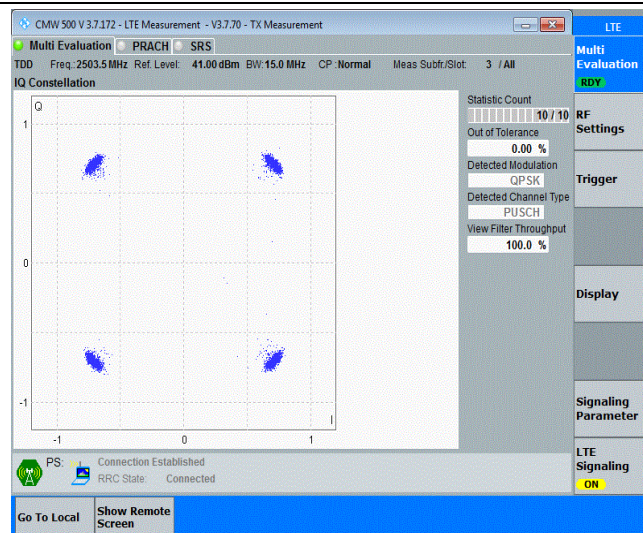 CMW 500 V 3.7.172 - LTE Measurement - V3.7.70 - TX Measurement
LTE
Multi Evaluation PRACH SRS
TDD Freq.:2503.5 MHz Ref. Level: 41.00 dBm BW:15.0 MHz CP :Normal Meas Subfr./Slot: 3 / All
IQ Constellation
Q
1
0
-1
-1 0 1
I
Statistic Count
10 / 10
Out of Tolerance
0.00 %
Detected Modulation
QPSK
Detected Channel Type
PUSCH
View Filter Throughput
100.0 %
Multi
Evaluation
RDY
RF
Settings
Trigger
Display
Signaling
Parameter
LTE
Signaling
ON
PS: Connection Established
RRC State: Connected
Go To Local
Show Remote
Screen